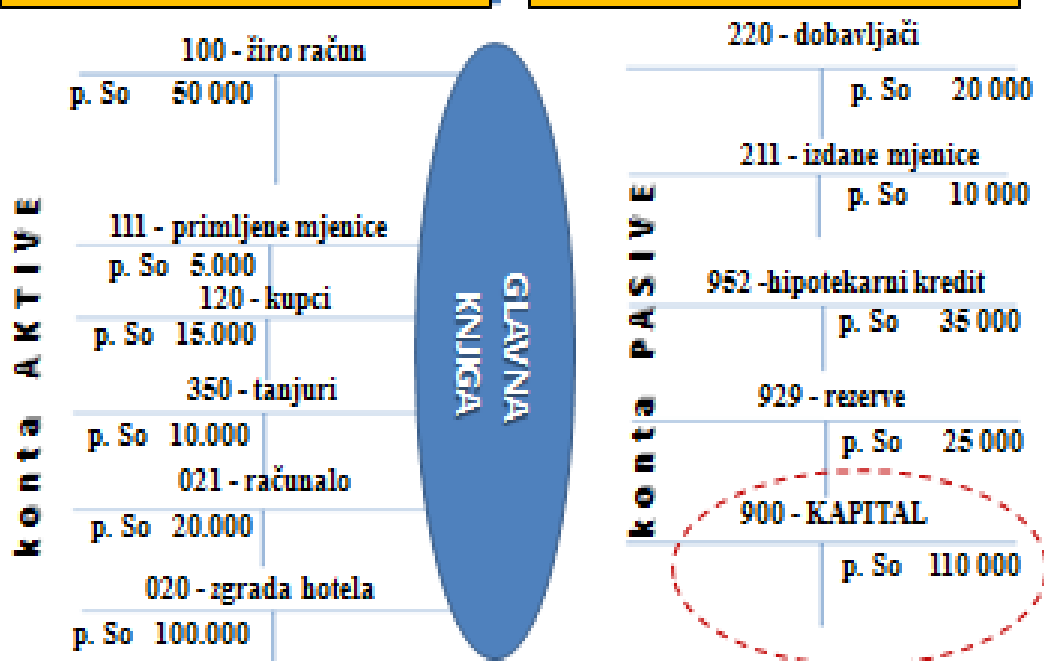 konta AKTIVE
100 - žiro račun
p. So 50 000
111 - primljene mjenice
p. So 5.000
120 - kupci
p. So 15.000
350 - tanjuri
p. So 10.000
021 - računalo
p. So 20.000
020 - zgrada hotela
p. So 100.000
GLAVNA
KNJIGA
konta PASIVE
220 - dobavljači
p. So 20 000
211 - izdane mjenice
p. So 10 000
952 -hipotekarni kredit
p. So 35 000
929 - rezerve
p. So 25 000
900 - KAPITAL
p. So 110 000